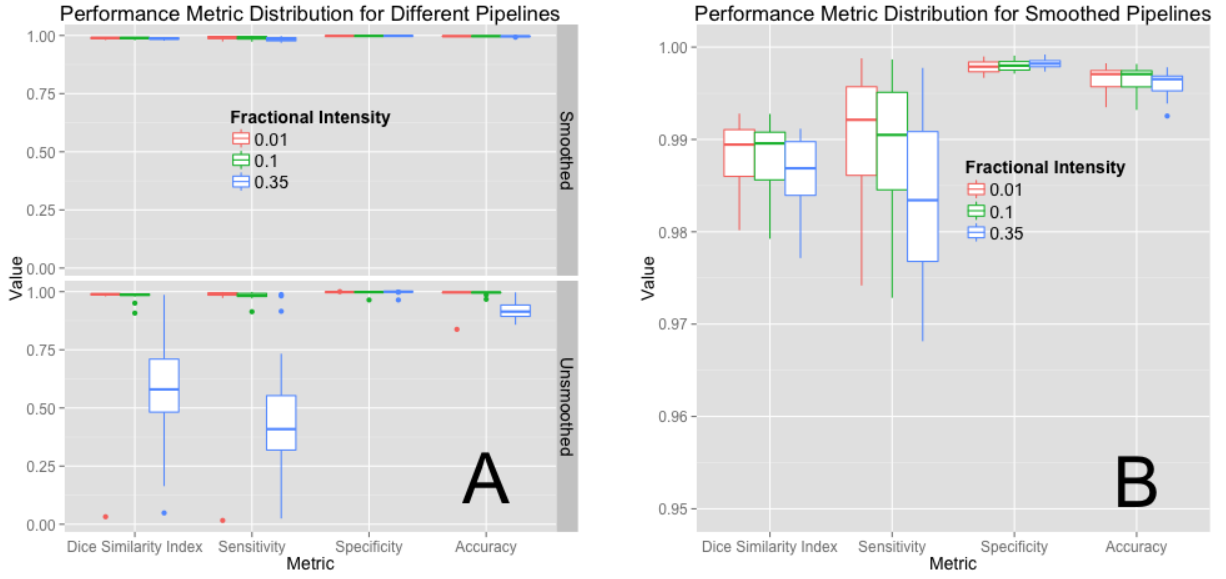 Performance Metric Distribution for Different Pipelines
1.00
0.75
0.50
0.25
0.00
Fractional Intensity
0.01
0.1
0.35
Smoothed
Value
1.00
0.75
0.50
0.25
0.00
Unsmoothed
A
Dice Similarity Index
Sensitivity
Specificity
Accuracy
Metric
Performance Metric Distribution for Smoothed Pipelines
1.00
0.99
0.98
0.97
0.96
0.95
Value
Fractional Intensity
0.01
0.1
0.35
B
Dice Similarity Index
Sensitivity
Specificity
Accuracy
Metric